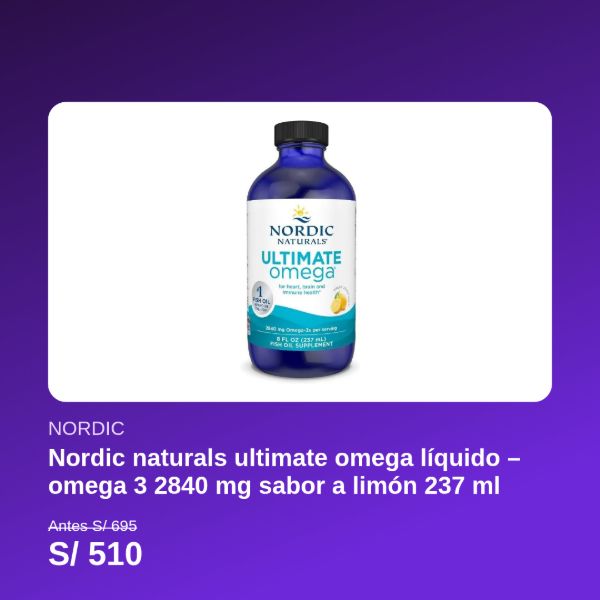 NORDIC
NATURALS
ULTIMATE
omega
for heart, brain and
immune health
#1
FISH OIL
2840 mg Omega-3s per serving
8 FL OZ (237 mL)
FISH OIL SUPPLEMENT
NORDIC
Nordic naturals ultimate omega líquido –
omega 3 2840 mg sabor a limón 237 ml
Antes S/ 695
S/ 510